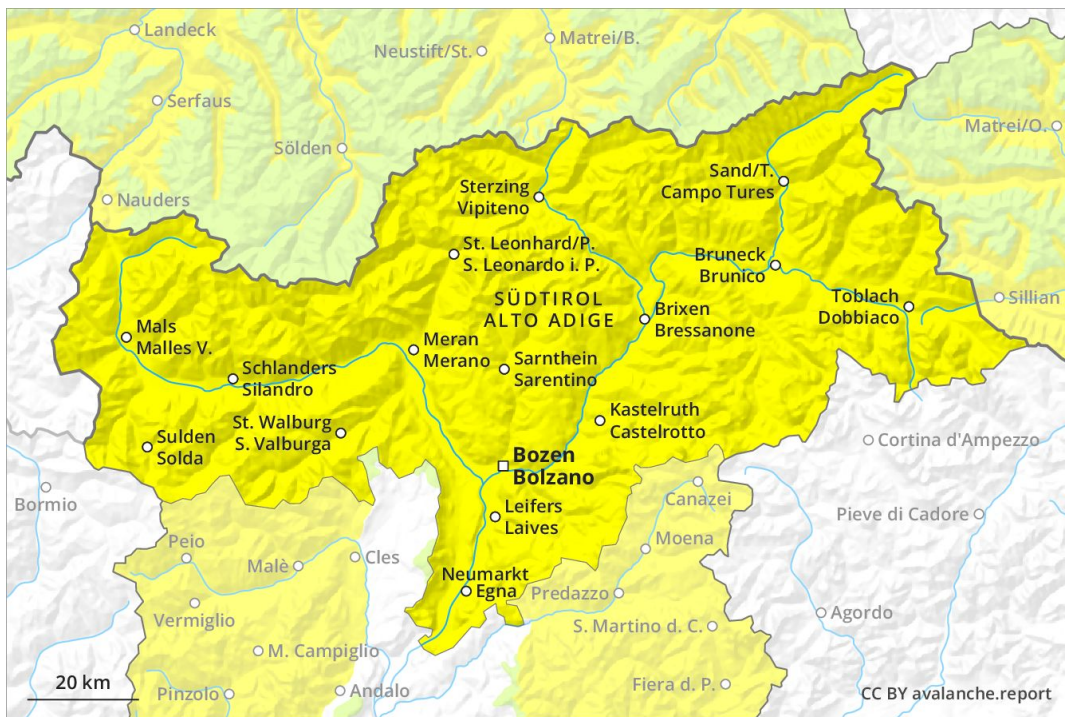 Landeck
Matrei/B.
Neustift/St.
Serfaus
Matrei/O.
Sölden
Sand/T.
Campo Tures
Sterzing
Vipiteno
Nauders
St. Leonhard/P.
S. Leonardo i. P.
Bruneck
Brunico
SÜDTIROL
ALTO ADIGE
Toblach
Dobbiaco
Sillian
Brixen
Bressanone
Mals
Malles V.
Meran
Merano
Sarnthein
Sarentino
Schlanders
Silandro
Kastelruth
Castelrotto
St. Walburg
S. Valburga
Sulden
Solda
Cortina d'Ampezzo
Bozen
Bolzano
Bormio
Canazei
Leifers
Laives
Pieve di Cadore
Peio
Moena
Malè
Cles
Neumarkt
Egna
Predazzo
Vermiglio
Agordo
S. Martino d. C.
M. Campiglio
20 km
Pinzolo
Andalo
Fiera d. P.
CC BY avalanche.report